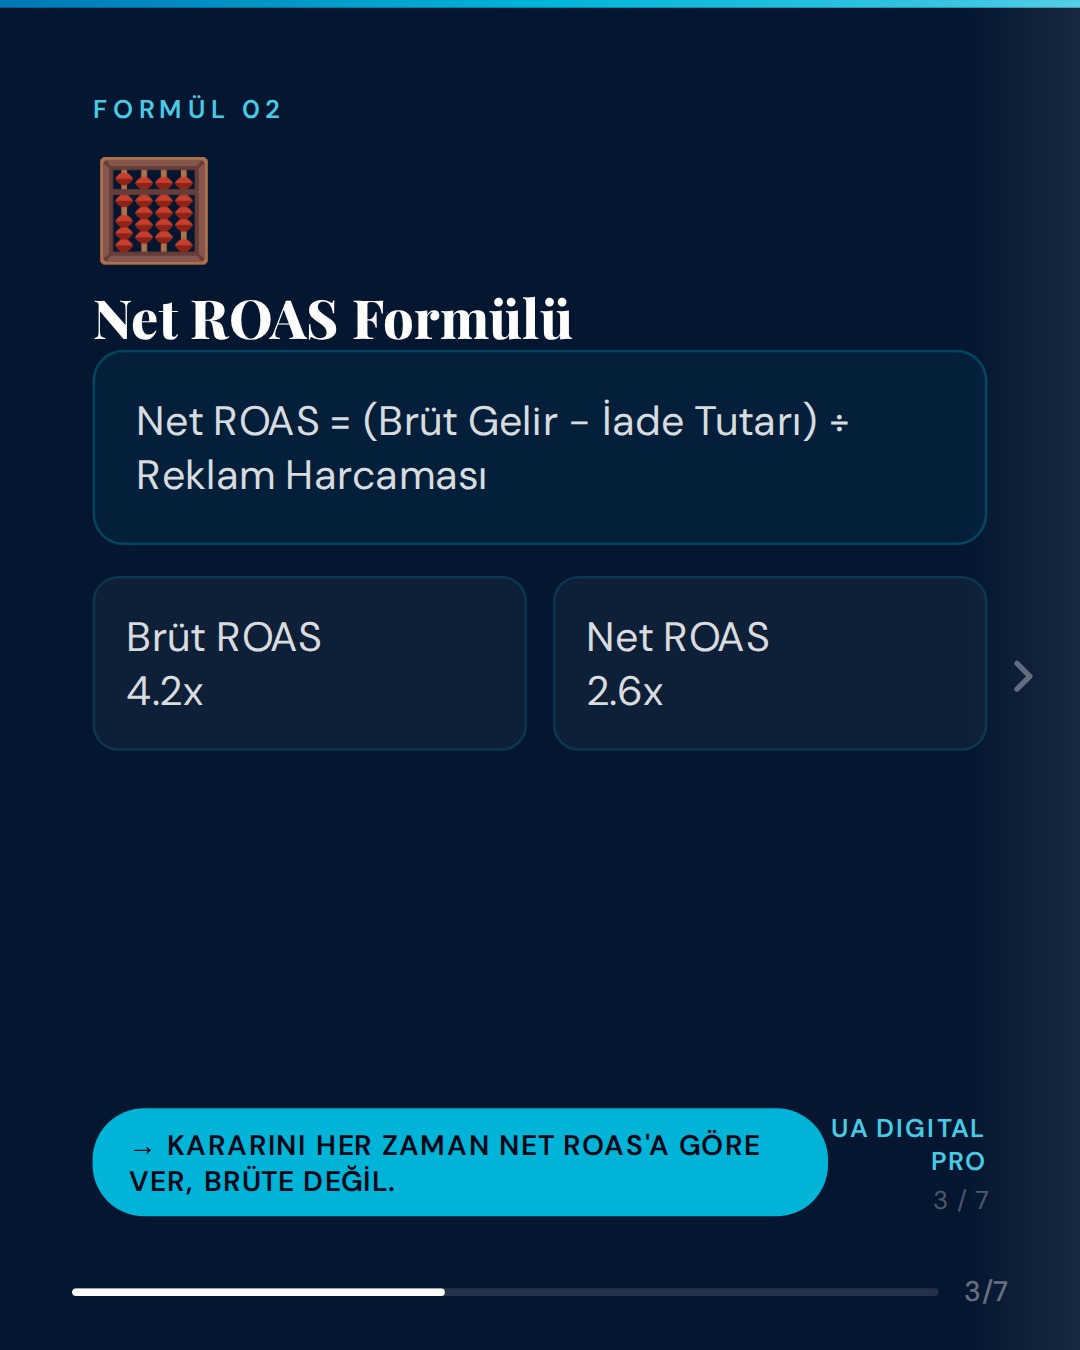 FORMÜL 02
Net ROAS Formülü
Net ROAS = (Brüt Gelir − İade Tutarı) ÷
Reklam Harcaması
Brüt ROAS
4.2x
Net ROAS
2.6x
→ KARARINI HER ZAMAN NET ROAS'A GÖRE
VER, BRÜTE DEĞİL.
UA DIGITAL
PRO
3 / 7
3/7